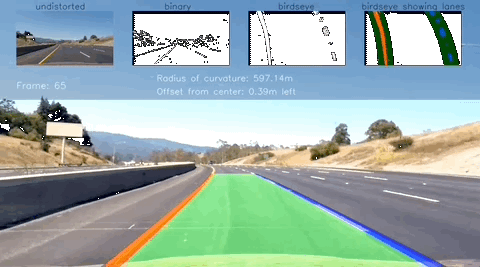 undistorted
binary
birdseye
birdseye showing lanes
Frame: 65
Radius of curvature: 597.14m
Offset from center: 0.39m left